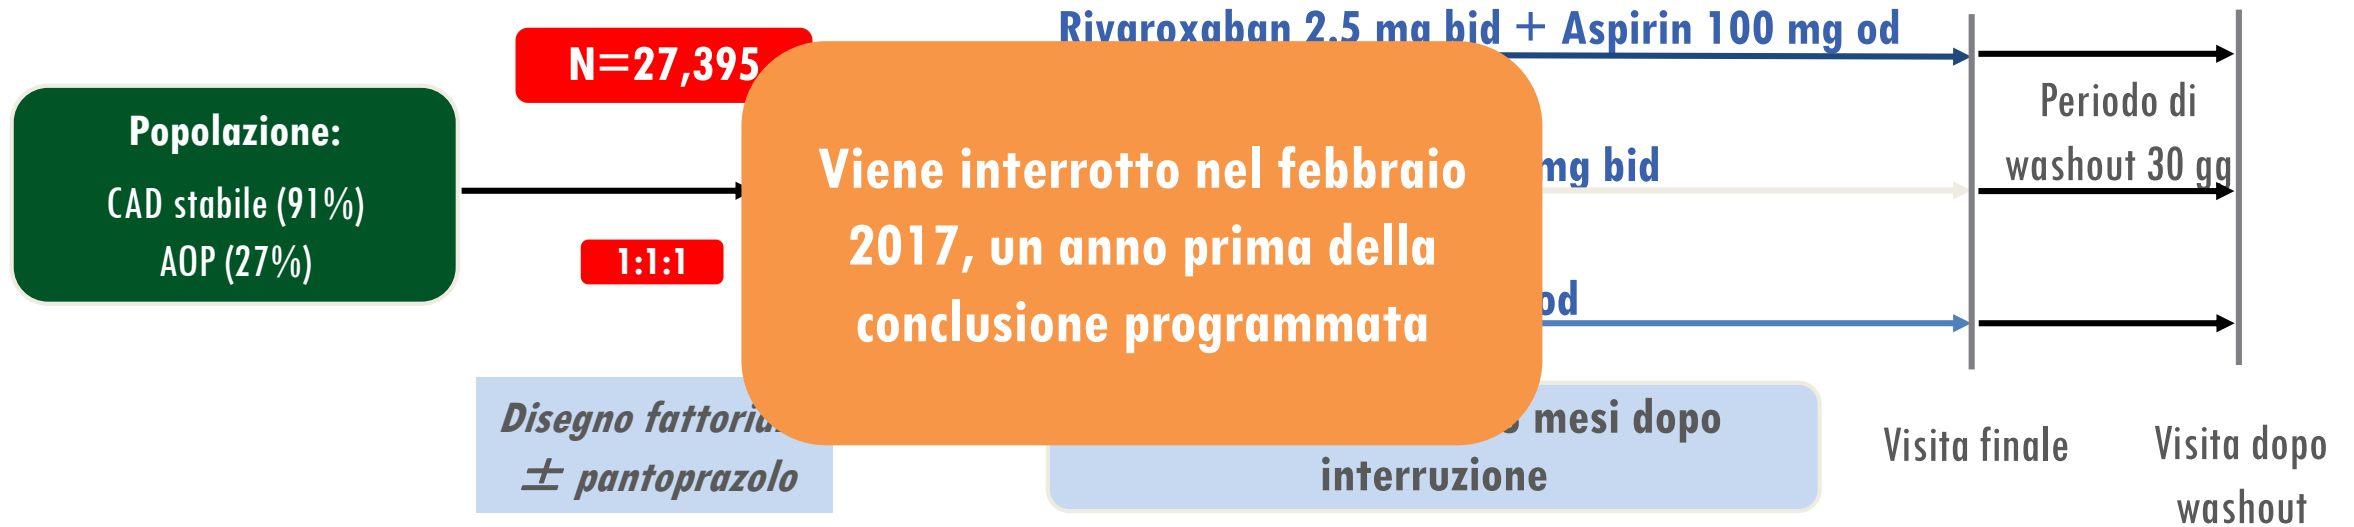 Rivaroxaban 2.5 mg bid + Aspirin 100 mg od
N=27,395
Popolazione:
CAD stabile (91%)
AOP (27%)
1:1:1
Viene interrotto nel febbraio
2017, un anno prima della
conclusione programmata
mg bid
od
Periodo di
washout 30 gg
Disegno
± pantoprazolo
mesi dopo
interruzione
Visita finale
Visita dopo
washout